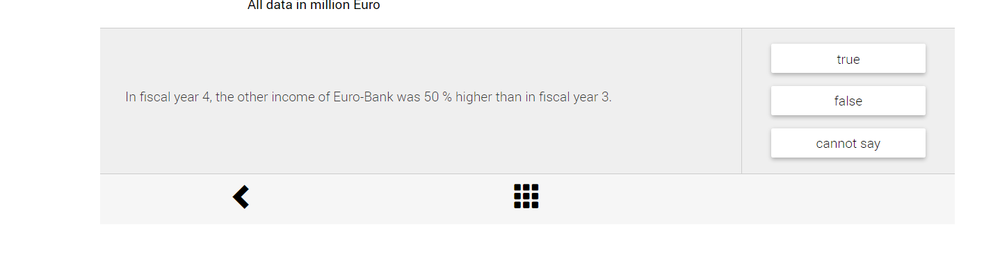 All data in million Euro
In fiscal year 4, the other income of Euro-Bank was 50 % higher than in fiscal year 3.
true
false
cannot say